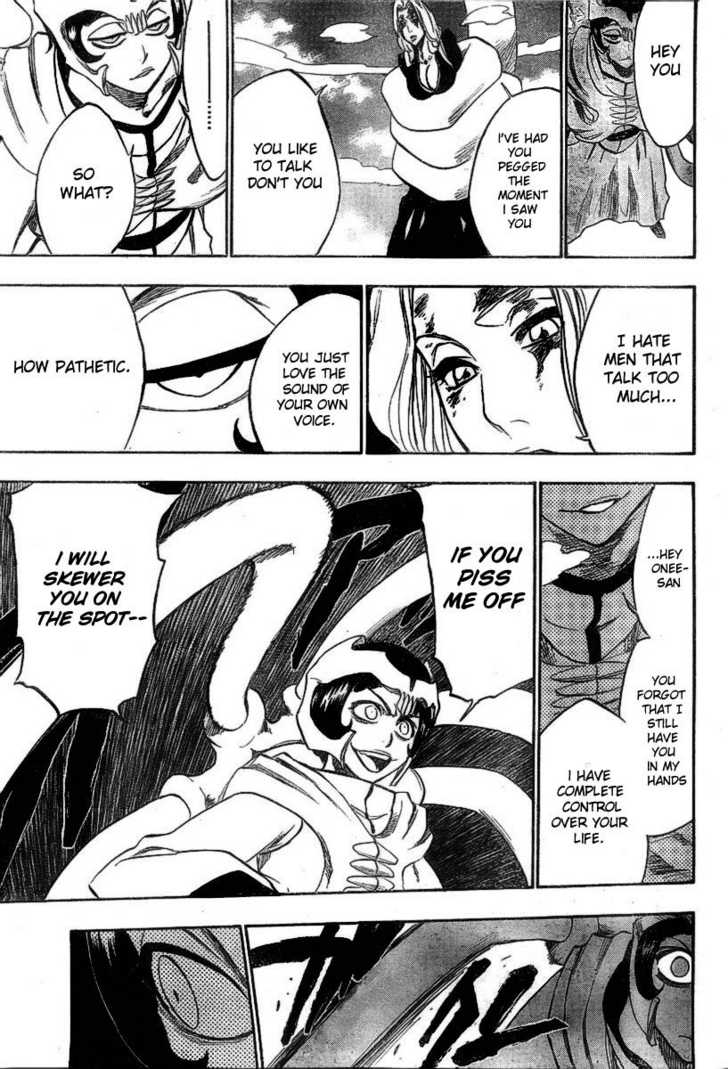 HEY
YOU
I'VE HAD
YOU
PEGGED
THE
MOMENT
I SAW
YOU
YOU LIKE
TO TALK
DON'T YOU
........
SO
WHAT?
I HATE
MEN THAT
TALK TOO
MUCH...
YOU JUST
LOVE THE
SOUND OF
YOUR OWN
VOICE.
HOW PATHETIC.
...HEY
ONEE-
SAN
YOU
FORGOT
THAT I
STILL
HAVE
YOU
IN MY
HANDS
I HAVE
COMPLETE
CONTROL
OVER YOUR
LIFE.
IF YOU
PISS
ME OFF
I WILL
SKEWER
YOU ON
THE SPOT--